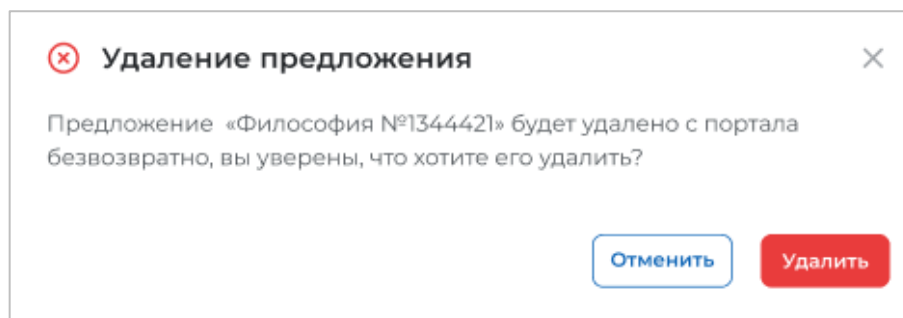 Удаление предложения
Предложение «Философия №1344421» будет удалено с портала
безвозвратно, вы уверены, что хотите его удалить?
Отменить
Удалить